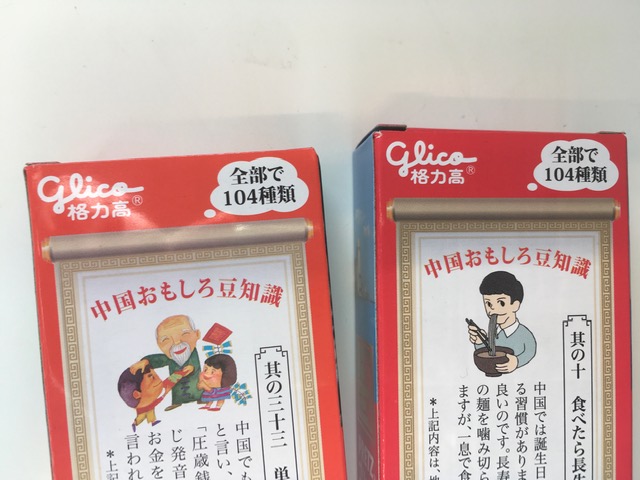 Glico®
格力高
全部で
104種類
中国おもしろ豆知識
其の三十三 単
中国でも
と言い、
「圧歳銭
じ発音
お金を
言われ
*上記
Glico®
格力高
全部で
104種類
中国おもしろ豆知識
其の十 食べたら長生
中国では誕生日
る習慣がありま
良いのです。長寿
の麺を噛み切ら
ますが、一息で食
*上記内容は、地